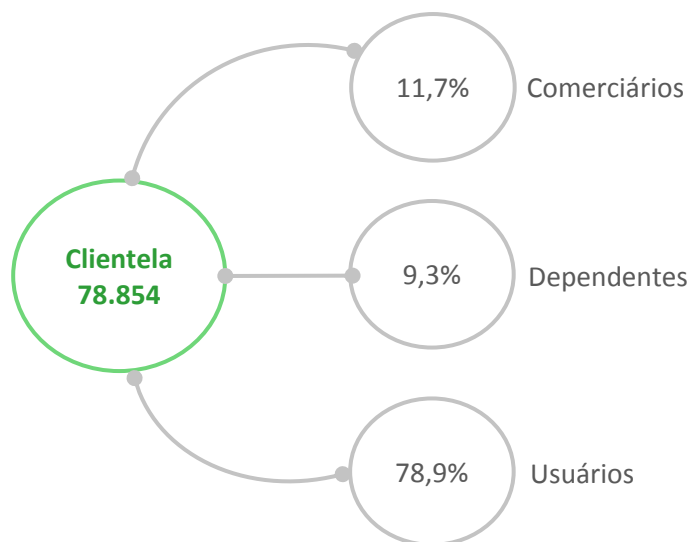 11,7%
Comerciários
Clientela
78.854
9,3%
Dependentes
78,9%
Usuários